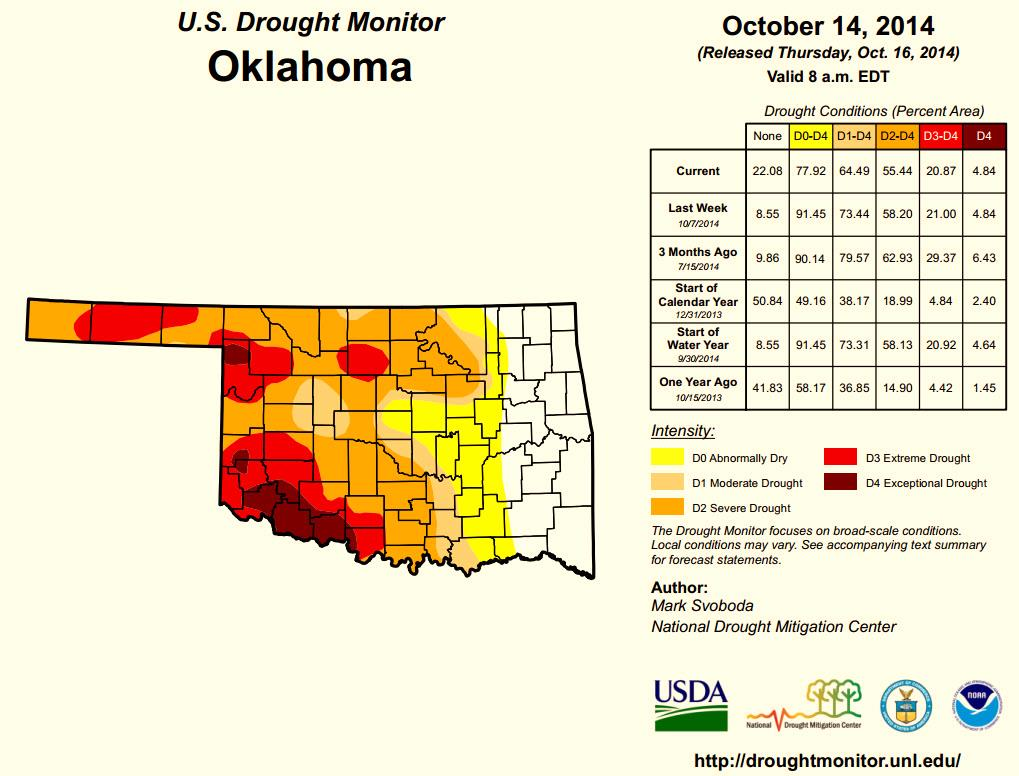 U.S. Drought Monitor
Oklahoma
October 14, 2014
(Released Thursday, Oct. 16, 2014)
Valid 8 a.m. EDT
Drought Conditions (Percent Area)
None D0-D4 D1-D4 D2-D4 D3-D4 D4
Current 22.08 77.92 64.49 55.44 20.87 4.84
Last Week
10/7/2014 8.55 91.45 73.44 58.20 21.00 4.84
3 Months Ago
7/15/2014 9.86 90.14 79.57 62.93 29.37 6.43
Start of
Calendar Year
12/31/2013 50.84 49.16 38.17 18.99 4.84 2.40
Start of
Water Year
9/30/2014 8.55 91.45 73.31 58.13 20.92 4.64
One Year Ago
10/15/2013 41.83 58.17 36.85 14.90 4.42 1.45
Intensity:
D0 Abnormally Dry
D1 Moderate Drought
D2 Severe Drought
D3 Extreme Drought
D4 Exceptional Drought
The Drought Monitor focuses on broad-scale conditions.
Local conditions may vary. See accompanying text summary
for forecast statements.
Author:
Mark Svoboda
National Drought Mitigation Center
USDA
National Drought Mitigation Center
NOAA
http://droughtmonitor.unl.edu/